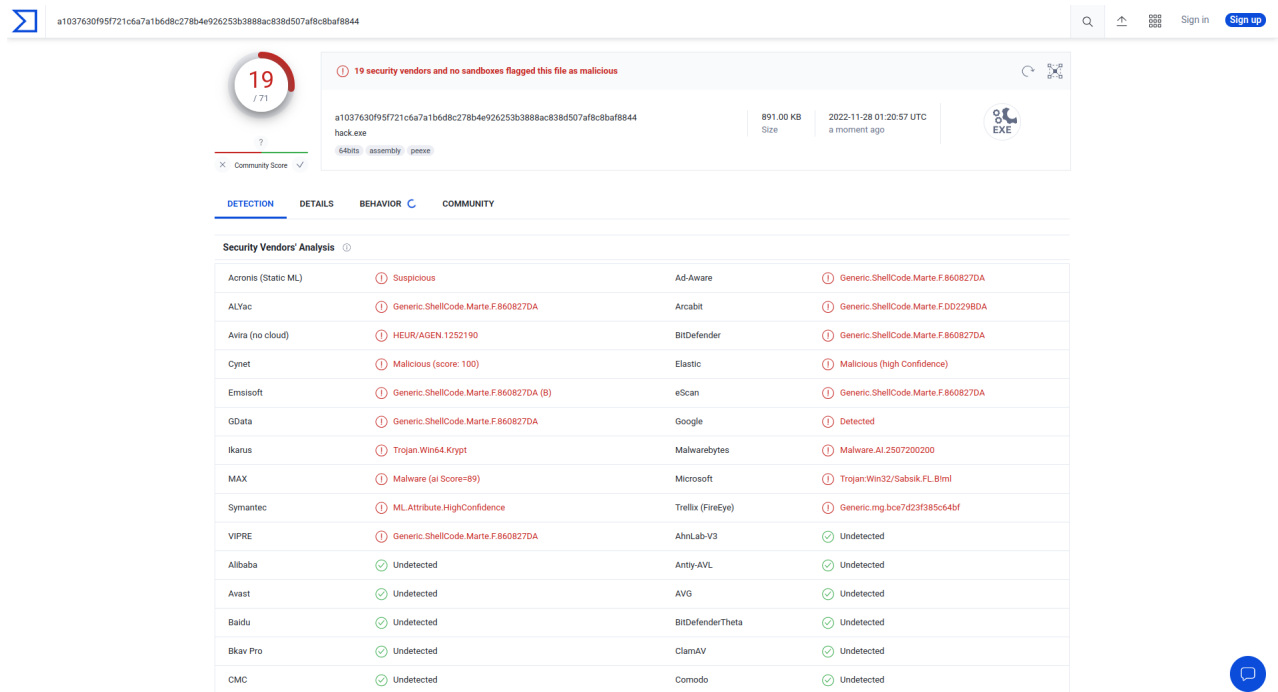 a1037630f95f721c6a7a1b6d8c278b4e926253b3888ac838d507af8c8baf8844
Sign in
Sign up
19
/ 71
?
Community Score
19 security vendors and no sandboxes flagged this file as malicious
a1037630f95f721c6a7a1b6d8c278b4e926253b3888ac838d507af8c8baf8844
hack.exe
64bits assembly peexe
891.00 KB
Size
2022-11-28 01:20:57 UTC
a moment ago
EXE
DETECTION DETAILS BEHAVIOR COMMUNITY
Security Vendors' Analysis
Acronis (Static ML) Suspicious Ad-Aware Generic.ShellCode.Marte.F.860827DA
ALYac Generic.ShellCode.Marte.F.860827DA Arcabit Generic.ShellCode.Marte.F.DD229BDA
Avira (no cloud) HEUR/AGEN.1252190 BitDefender Generic.ShellCode.Marte.F.860827DA
Cynet Malicious (score: 100) Elastic Malicious (high Confidence)
Emsisoft Generic.ShellCode.Marte.F.860827DA (B) eScan Generic.ShellCode.Marte.F.860827DA
GData Generic.ShellCode.Marte.F.860827DA Google Detected
Ikarus Trojan.Win64.Krypt Malwarebytes Malware.AI.2507200200
MAX Malware (ai Score=89) Microsoft Trojan:Win32/Sabsik.FL.B!ml
Symantec ML.Attribute.HighConfidence Trellix (FireEye) Generic.mg.bce7d23f385c64bf
VIPRE Generic.ShellCode.Marte.F.860827DA AhnLab-V3 Undetected
Alibaba Undetected Antiy-AVL Undetected
Avast Undetected AVG Undetected
Baidu Undetected BitDefenderTheta Undetected
Bkav Pro Undetected ClamAV Undetected
CMC Undetected Comodo Undetected